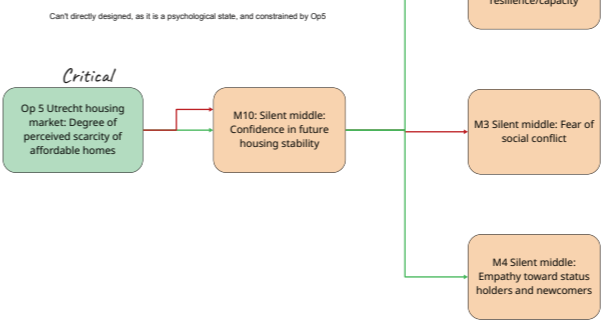 resilience/capacity
Can't directly designed, as it is a psychological state, and constrained by Op5
Critical
Op 5 Utrecht housing
market: Degree of
perceived scarcity of
affordable homes
M10: Silent middle:
Confidence in future
housing stability
M3 Silent middle: Fear of
social conflict
M4 Silent middle:
Empathy toward status
holders and newcomers